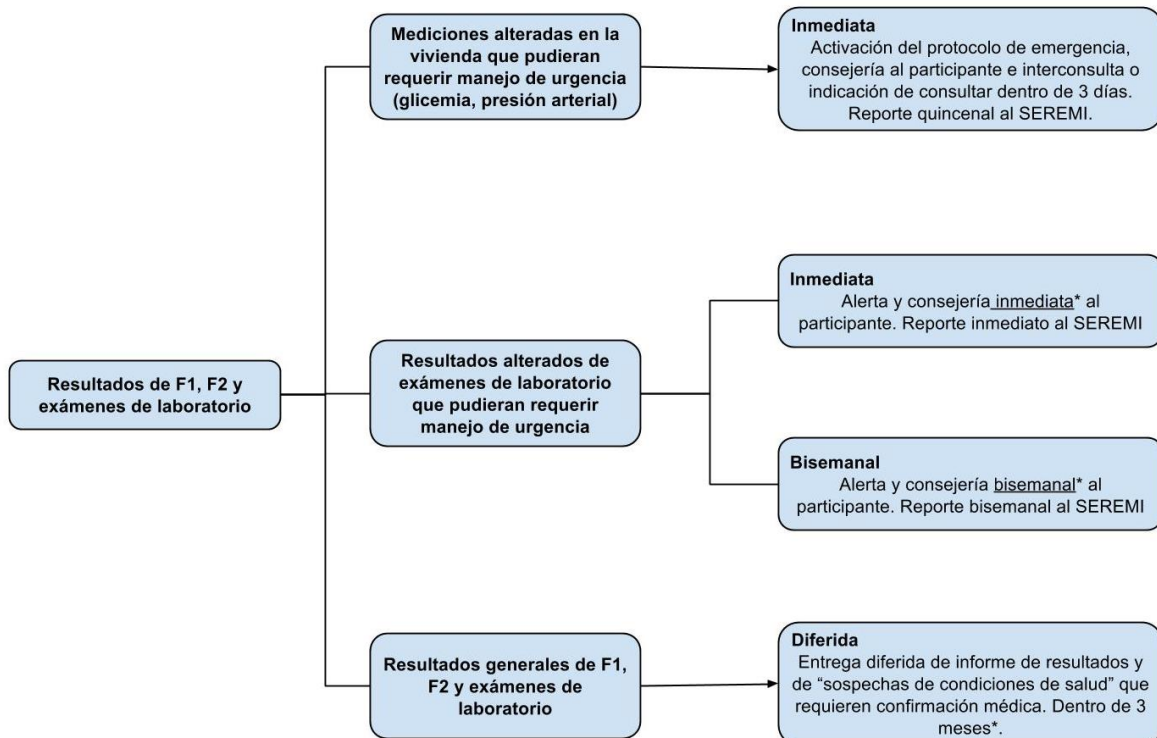 Mediciones alteradas en la
vivienda que pudieran
requerir manejo de urgencia
(glicemia, presión arterial)
Inmediata
Activación del protocolo de emergencia,
consejería al participante e interconsulta o
indicación de consultar dentro de 3 días.
Reporte quincenal al SEREMI.
Resultados de F1, F2 y
exámenes de laboratorio
Resultados alterados de
exámenes de laboratorio
que pudieran requerir
manejo de urgencia
Inmediata
Alerta y consejería inmediata* al
participante. Reporte inmediato al SEREMI
Bisemanal
Alerta y consejería bisemanal* al
participante. Reporte bisemanal al SEREMI
Resultados generales de F1,
F2 y exámenes de
laboratorio
Diferida
Entrega diferida de informe de resultados y
de “sospechas de condiciones de salud” que
requieren confirmación médica. Dentro de 3
meses*.